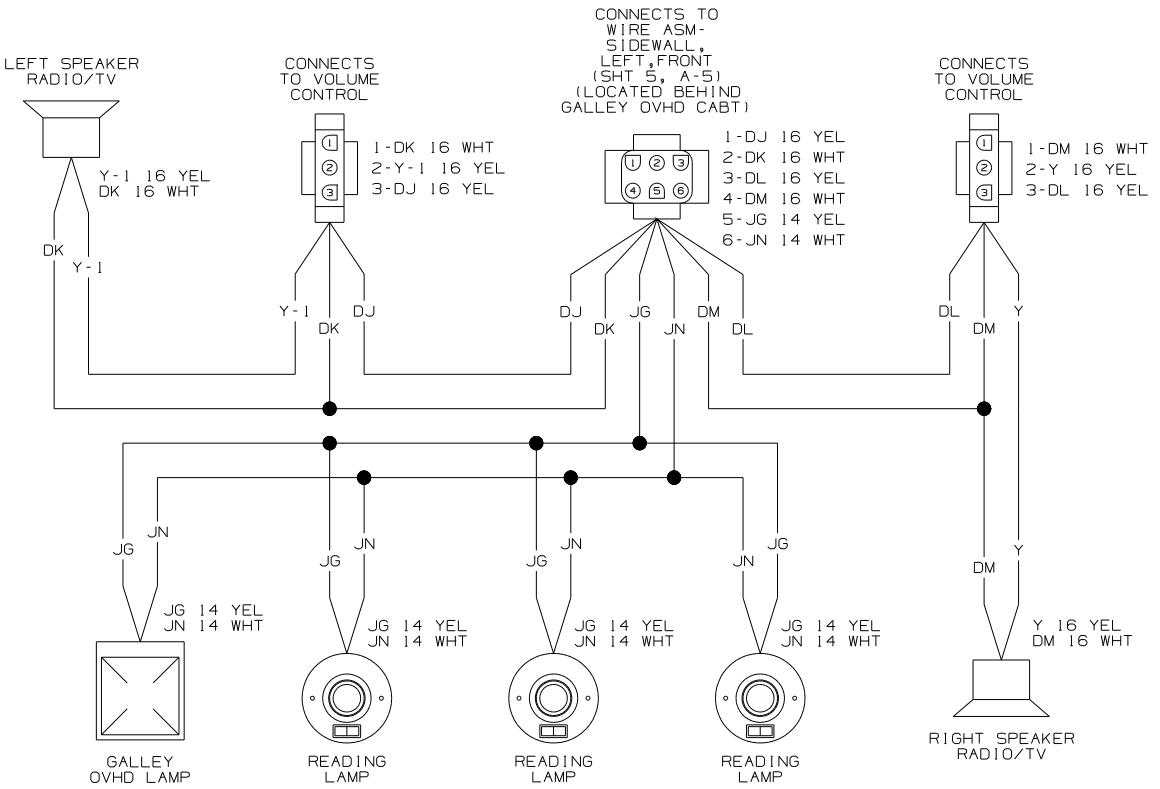 CONNECTS TO
WIRE ASM-
SIDEWALL,
LEFT,FRONT
(SHT 5, A-5)
(LOCATED BEHIND
GALLEY OVHD CABT)
LEFT SPEAKER
RADIO/TV
CONNECTS
TO VOLUME
CONTROL
CONNECTS
TO VOLUME
CONTROL
Y-1 16 YEL
DK 16 WHT
1
2
3
1-DK 16 WHT
2-Y-1 16 YEL
3-DJ 16 YEL
1 2 3
4 5 6
1-DJ 16 YEL
2-DK 16 WHT
3-DL 16 YEL
4-DM 16 WHT
5-JG 14 YEL
6-JN 14 WHT
1
2
3
1-DM 16 WHT
2-Y 16 YEL
3-DL 16 YEL
DK
Y-1
Y-1
DK
DJ
DJ
DK
JG
JN
DM
DL
DL
DM
Y
JG
JN
JG
JN
JG
JN
JN
JG
DM
Y
JG 14 YEL
JN 14 WHT
JG 14 YEL
JN 14 WHT
JG 14 YEL
JN 14 WHT
JG 14 YEL
JN 14 WHT
Y 16 YEL
DM 16 WHT
GALLEY
OVHD LAMP
READING
LAMP
READING
LAMP
READING
LAMP
RIGHT SPEAKER
RADIO/TV